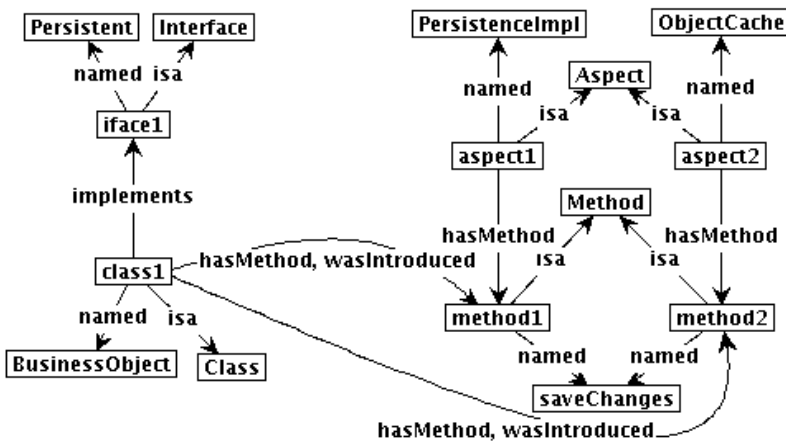 Persistent Interface PersistenceImpl ObjectCache
named isa named Aspect named
iface1 isa isa
aspect1 aspect2
implements Method
hasMethod hasMethod
hasMethod, wasIntroduced isa isa
class1
named isa method1 method2
BusinessObject Class named named
saveChanges
hasMethod, wasIntroduced